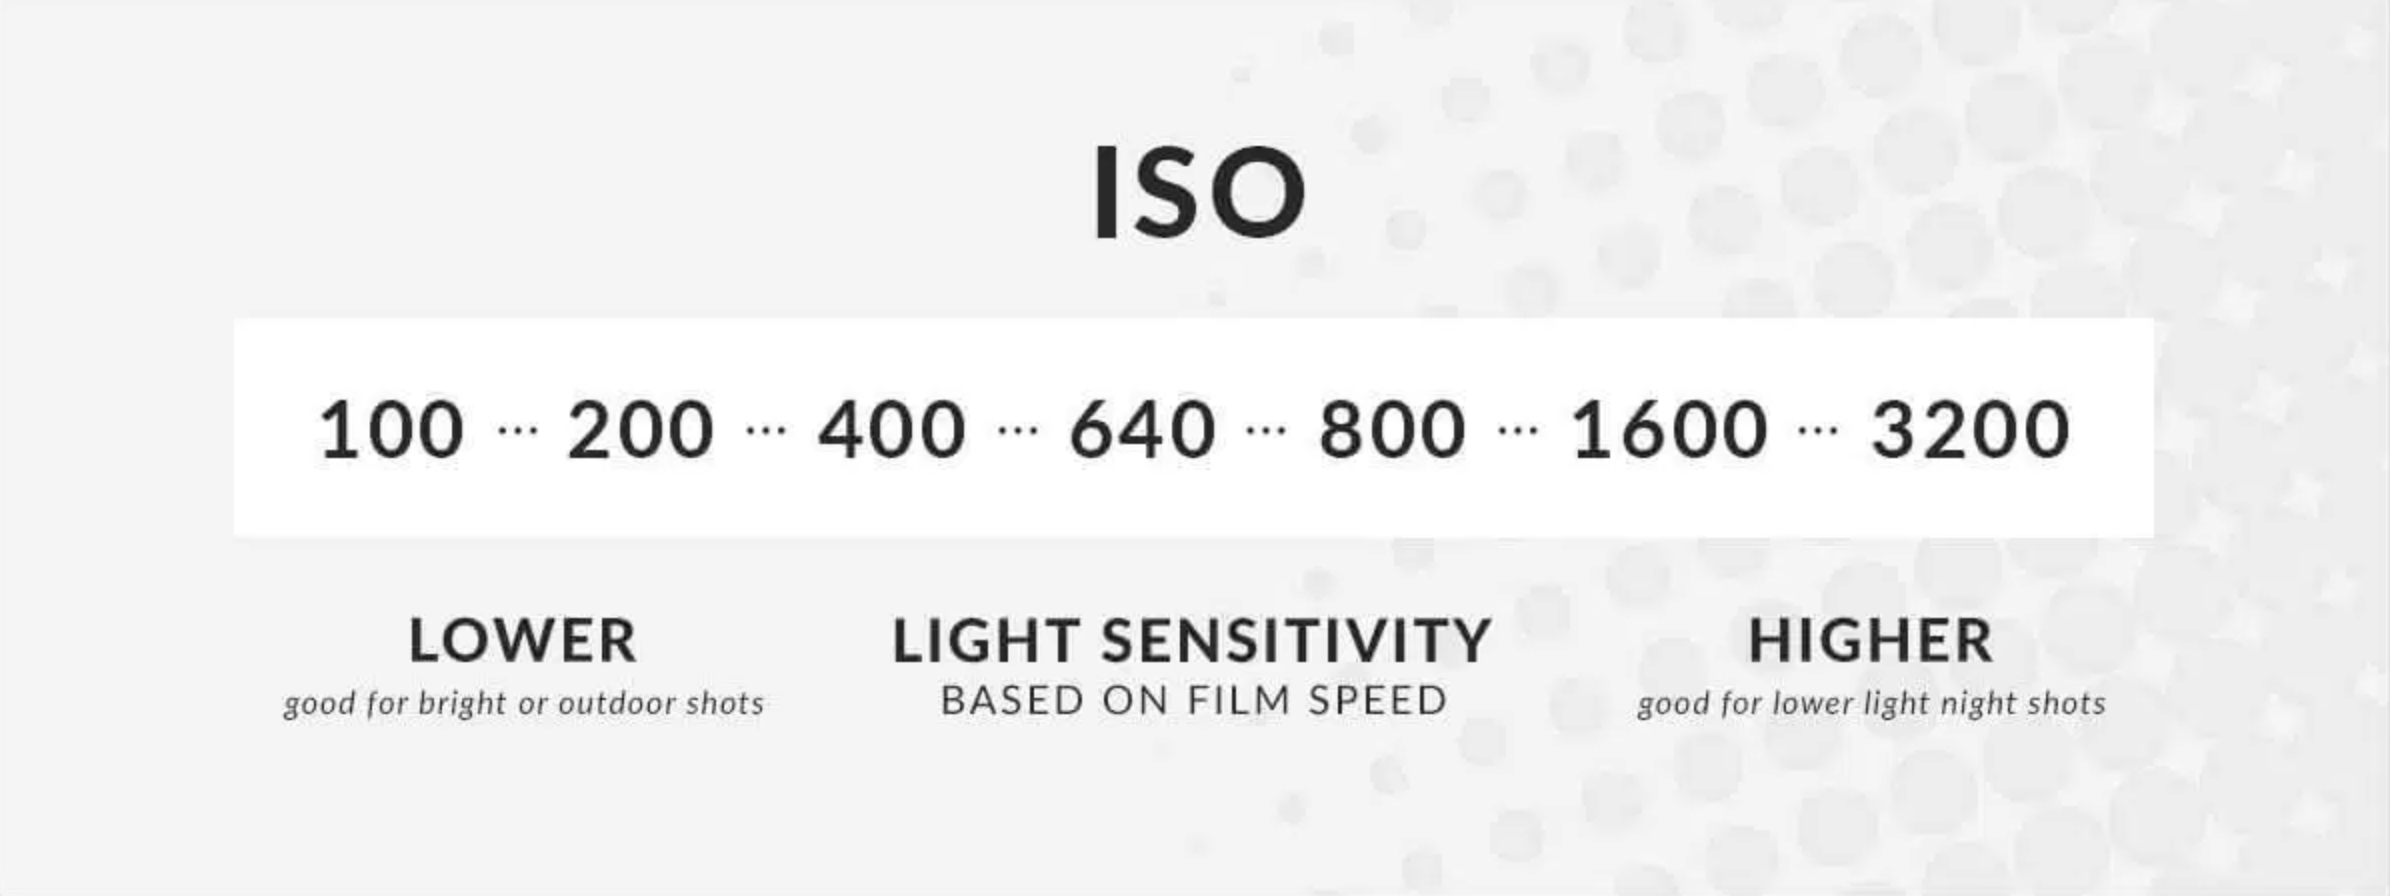 ISO
100 ... 200 ... 400 ... 640 ... 800 ... 1600 ... 3200
LOWER
good for bright or outdoor shots
LIGHT SENSITIVITY
BASED ON FILM SPEED
HIGHER
good for lower light night shots